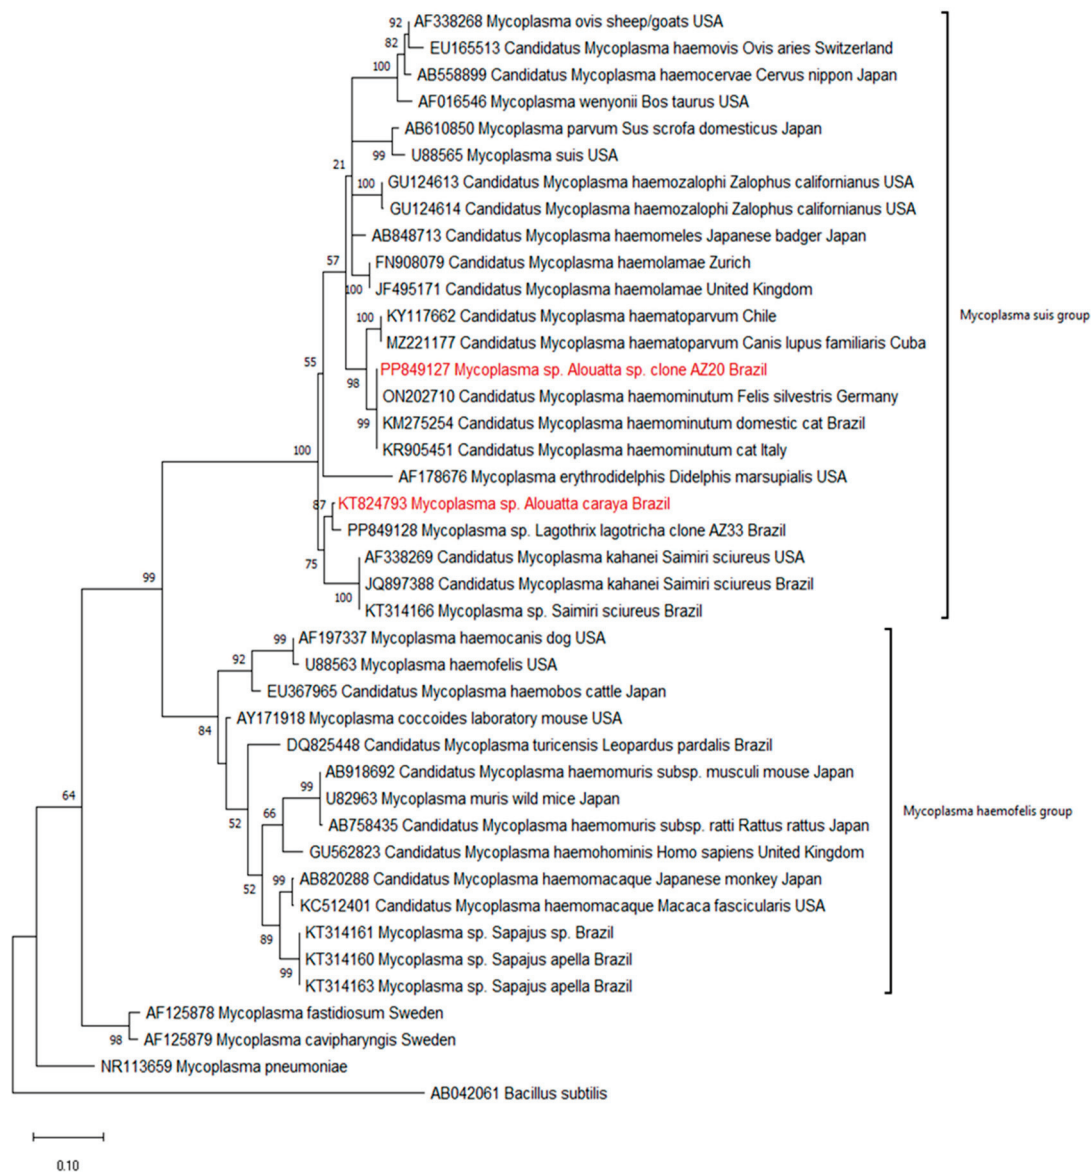 92 AF338268 Mycoplasma ovis sheep/goats USA
82
EU165513 Candidatus Mycoplasma haemovis Ovis aries Switzerland
100
AB558899 Candidatus Mycoplasma haemocervae Cervus nippon Japan
AF016546 Mycoplasma wenyonii Bos taurus USA
AB610850 Mycoplasma parvum Sus scrofa domesticus Japan
99 U88565 Mycoplasma suis USA
21
100 GU124613 Candidatus Mycoplasma haemozalophi Zalophus californianus USA
GU124614 Candidatus Mycoplasma haemozalophi Zalophus californianus USA
AB848713 Candidatus Mycoplasma haemomeles Japanese badger Japan
57 FN908079 Candidatus Mycoplasma haemolamae Zurich
100 JF495171 Candidatus Mycoplasma haemolamae United Kingdom
100 KY117662 Candidatus Mycoplasma haematoparvum Chile
Mycoplasma suis group
MZ221177 Candidatus Mycoplasma haematoparvum Canis lupus familiaris Cuba
55
PP849127 Mycoplasma sp. Alouatta sp. clone AZ20 Brazil
98
ON202710 Candidatus Mycoplasma haemominutum Felis silvestris Germany
99 KM275254 Candidatus Mycoplasma haemominutum domestic cat Brazil
KR905451 Candidatus Mycoplasma haemominutum cat Italy
100
AF178676 Mycoplasma erythrodidelphis Didelphis marsupialis USA
87 KT824793 Mycoplasma sp. Alouatta caraya Brazil
PP849128 Mycoplasma sp. Lagothrix lagotricha clone AZ33 Brazil
75 AF338269 Candidatus Mycoplasma kahanei Saimiri sciureus USA
99
JQ897388 Candidatus Mycoplasma kahanei Saimiri sciureus Brazil
100 KT314166 Mycoplasma sp. Saimiri sciureus Brazil
99 AF197337 Mycoplasma haemocanis dog USA
92 U88563 Mycoplasma haemofelis USA
EU367965 Candidatus Mycoplasma haemobos cattle Japan
AY171918 Mycoplasma coccoides laboratory mouse USA
84
DQ825448 Candidatus Mycoplasma turicensis Leopardus pardalis Brazil
AB918692 Candidatus Mycoplasma haemomuris subsp. musculi mouse Japan
99
64
U82963 Mycoplasma muris wild mice Japan
Mycoplasma haemofelis group
52 66
AB758435 Candidatus Mycoplasma haemomuris subsp. ratti Rattus rattus Japan
GU562823 Candidatus Mycoplasma haemohominis Homo sapiens United Kingdom
99 AB820288 Candidatus Mycoplasma haemomacaque Japanese monkey Japan
52
KC512401 Candidatus Mycoplasma haemomacaque Macaca fascicularis USA
89 KT314161 Mycoplasma sp. Sapajus sp. Brazil
KT314160 Mycoplasma sp. Sapajus apella Brazil
99 KT314163 Mycoplasma sp. Sapajus apella Brazil
AF125878 Mycoplasma fastidiosum Sweden
98 AF125879 Mycoplasma cavipharyngis Sweden
NR113659 Mycoplasma pneumoniae
AB042061 Bacillus subtilis
0.10